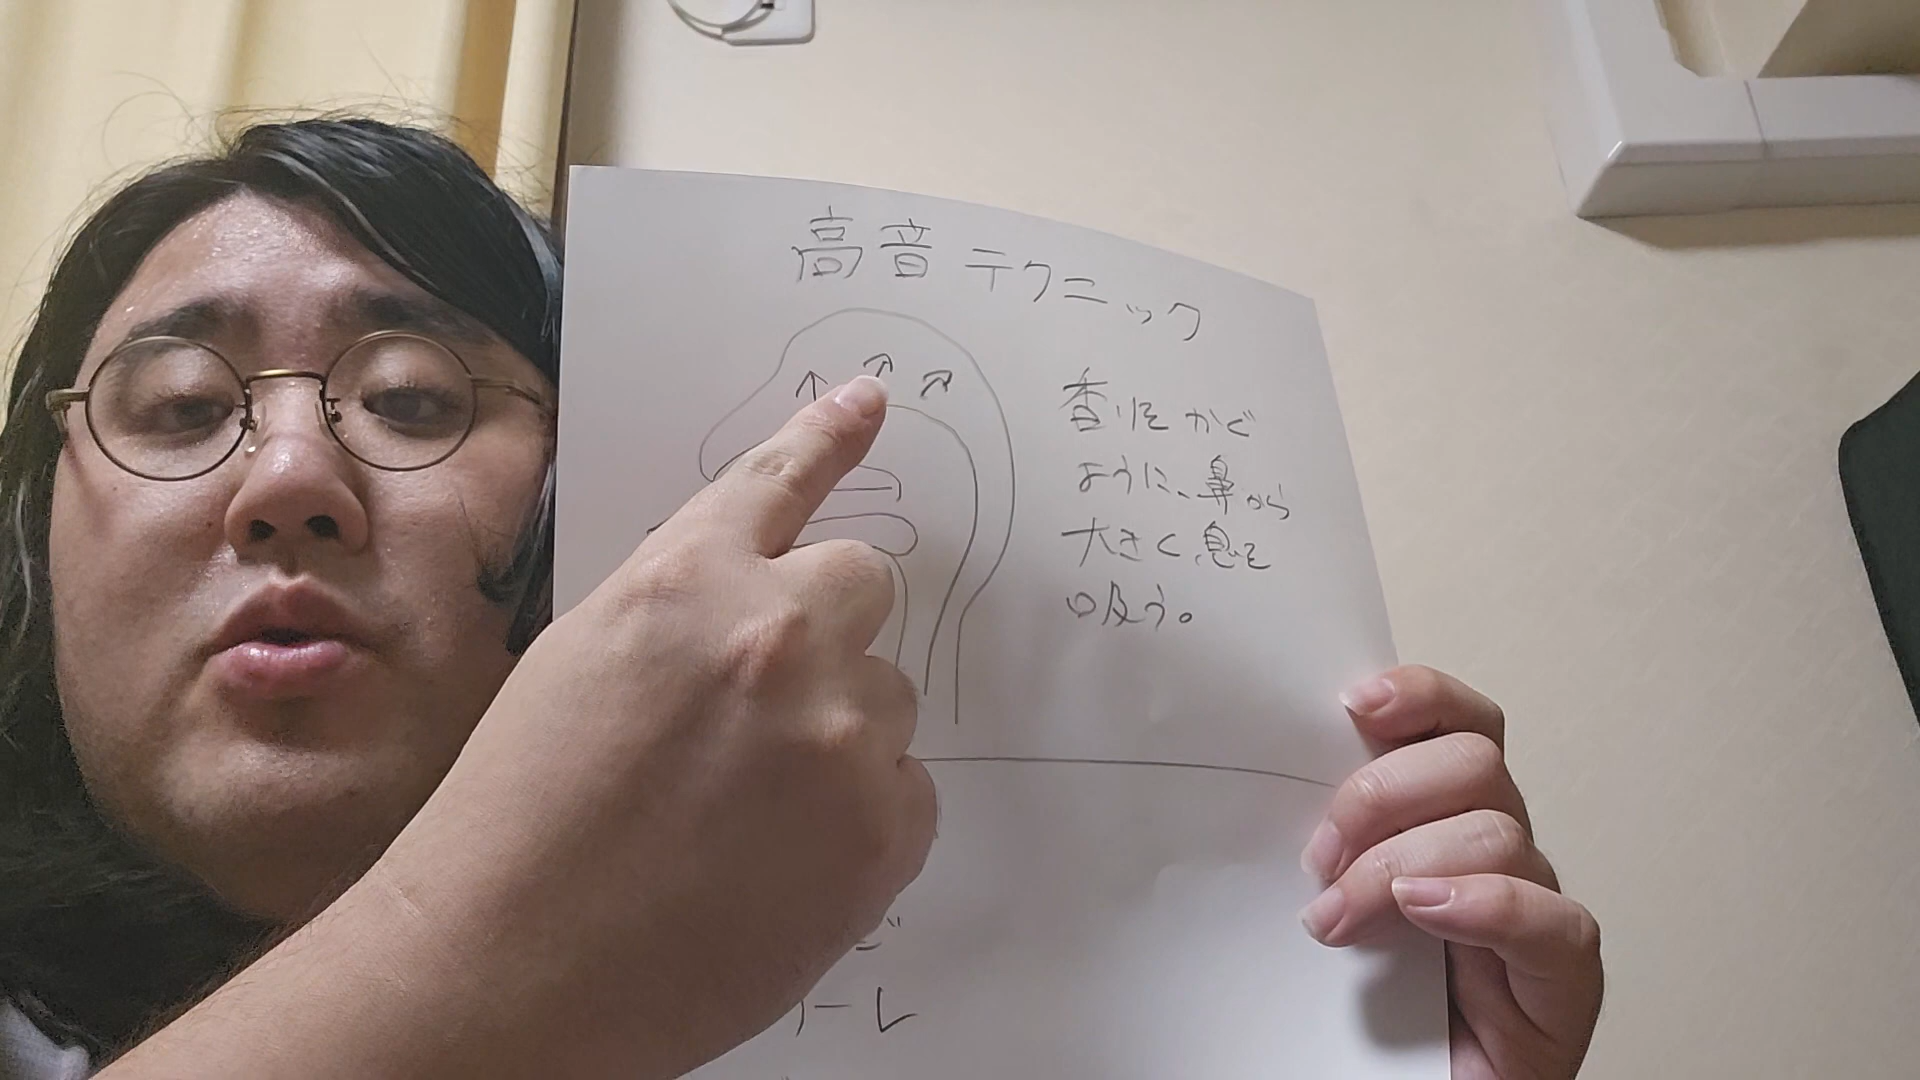 高音テクニック
香りを かぐ
ように、鼻から
大きく息を
吸う。